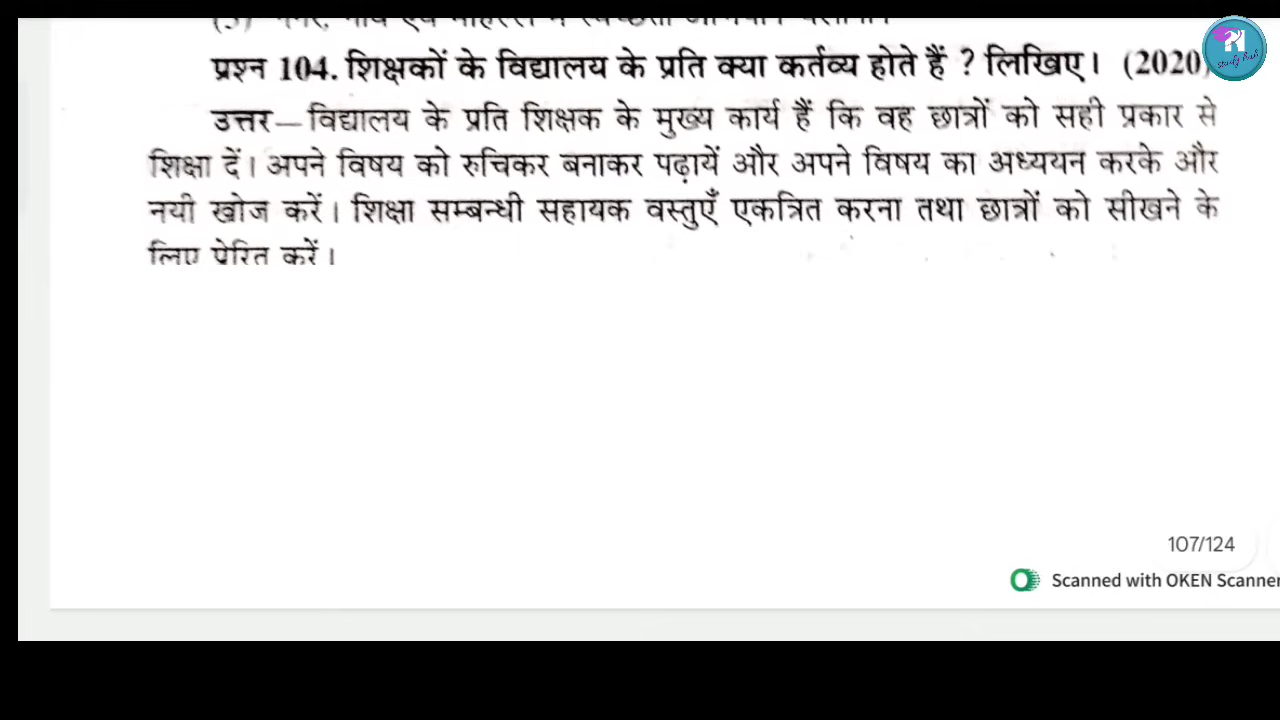 प्रश्न 104. शिक्षकों के विद्यालय के प्रति क्या कर्तव्य होते हैं ? लिखिए। (2020)
उत्तर—विद्यालय के प्रति शिक्षक के मुख्य कार्य हैं कि वह छात्रों को सही प्रकार से
शिक्षा दें। अपने विषय को रुचिकर बनाकर पढ़ायें और अपने विषय का अध्ययन करके और
नयी खोज करें। शिक्षा सम्बन्धी सहायक वस्तुएँ एकत्रित करना तथा छात्रों को सीखने के
लिए प्रेरित करें।
107/124
Scanned with OKEN Scanner